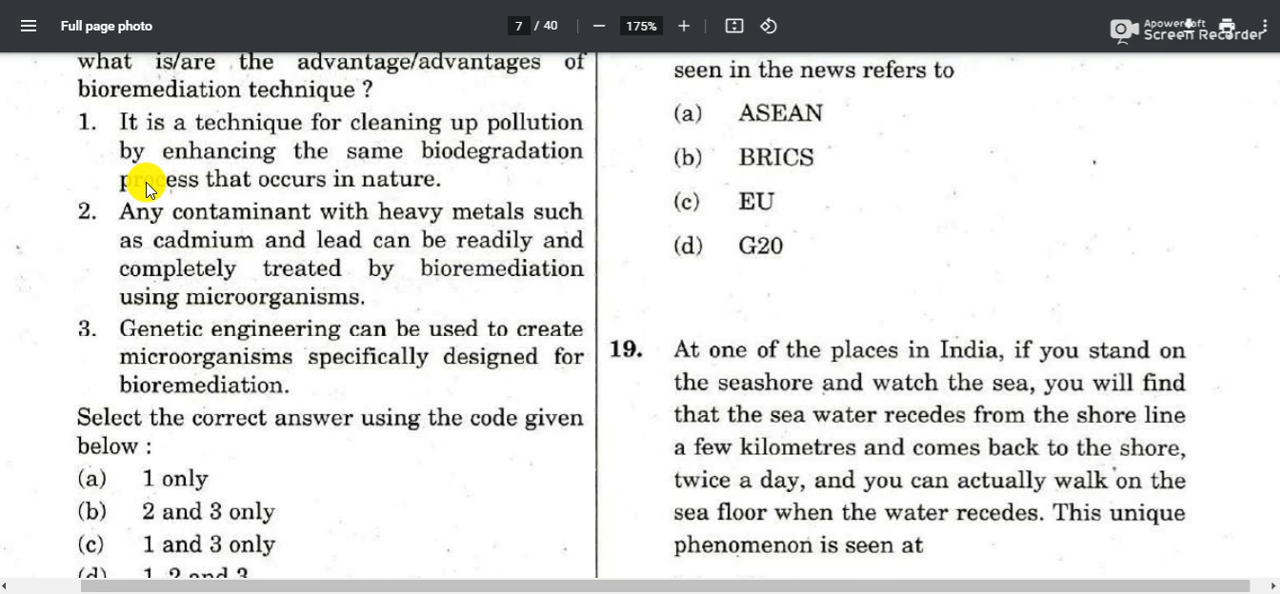 Full page photo
7 / 40
175%
Apowersoft
Screen Recorder
what is/are the advantage/advantages of
bioremediation technique ?
1. It is a technique for cleaning up pollution
by enhancing the same biodegradation
process that occurs in nature.
2. Any contaminant with heavy metals such
as cadmium and lead can be readily and
completely treated by bioremediation
using microorganisms.
3. Genetic engineering can be used to create
microorganisms specifically designed for
bioremediation.
Select the correct answer using the code given
below :
(a) 1 only
(b) 2 and 3 only
(c) 1 and 3 only
(d) 1, 2 and 3
seen in the news refers to
(a) ASEAN
(b) BRICS
(c) EU
(d) G20
19. At one of the places in India, if you stand on
the seashore and watch the sea, you will find
that the sea water recedes from the shore line
a few kilometres and comes back to the shore,
twice a day, and you can actually walk on the
sea floor when the water recedes. This unique
phenomenon is seen at